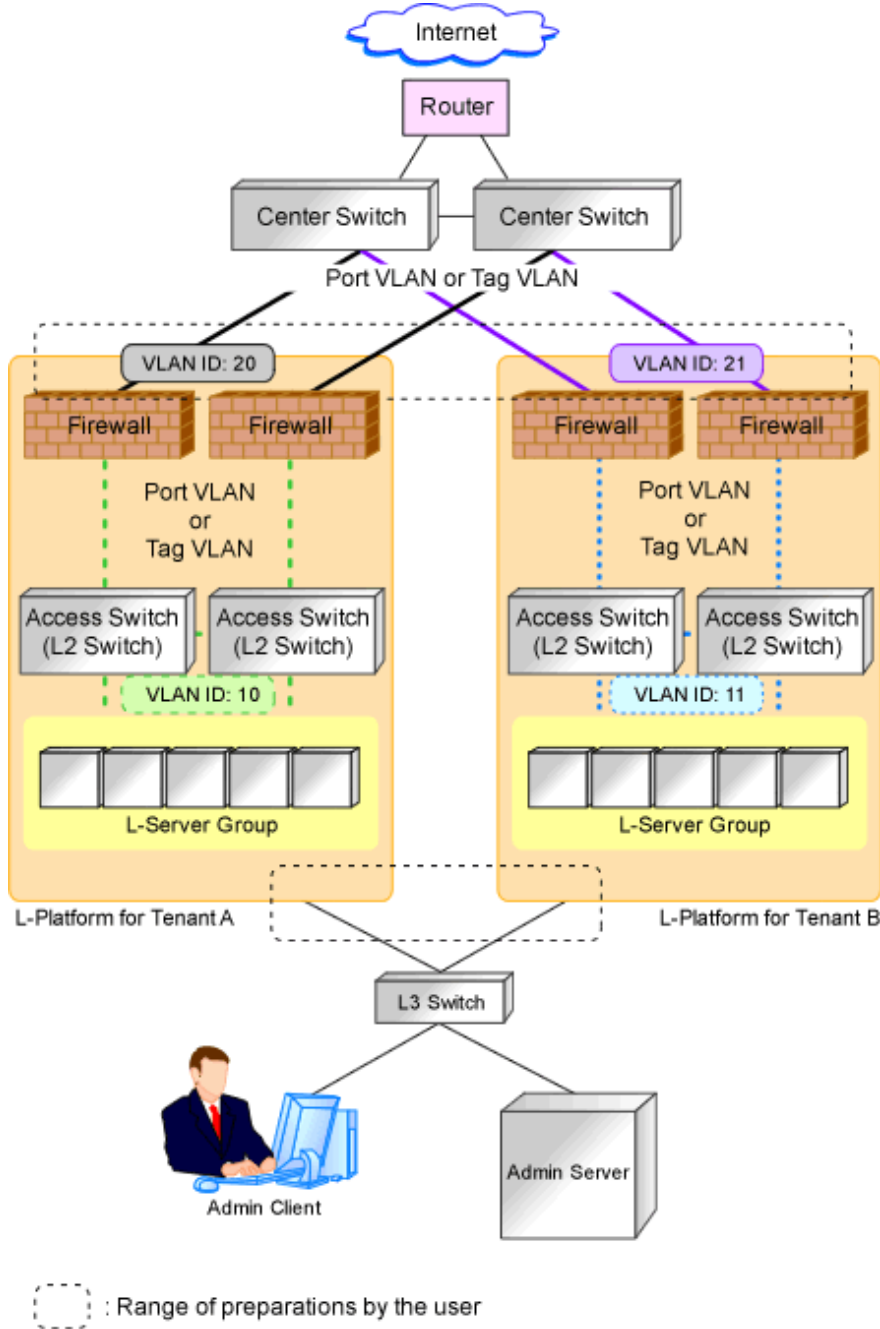 Internet
Router
Center Switch
Center Switch
Port VLAN or Tag VLAN
VLAN ID: 20
VLAN ID: 21
Firewall
Firewall
Firewall
Firewall
Port VLAN
or
Tag VLAN
Port VLAN
or
Tag VLAN
Access Switch
(L2 Switch)
Access Switch
(L2 Switch)
Access Switch
(L2 Switch)
Access Switch
(L2 Switch)
VLAN ID: 10
VLAN ID: 11
L-Server Group
L-Server Group
L-Platform for Tenant A
L-Platform for Tenant B
L3 Switch
Admin Client
Admin Server
: Range of preparations by the user